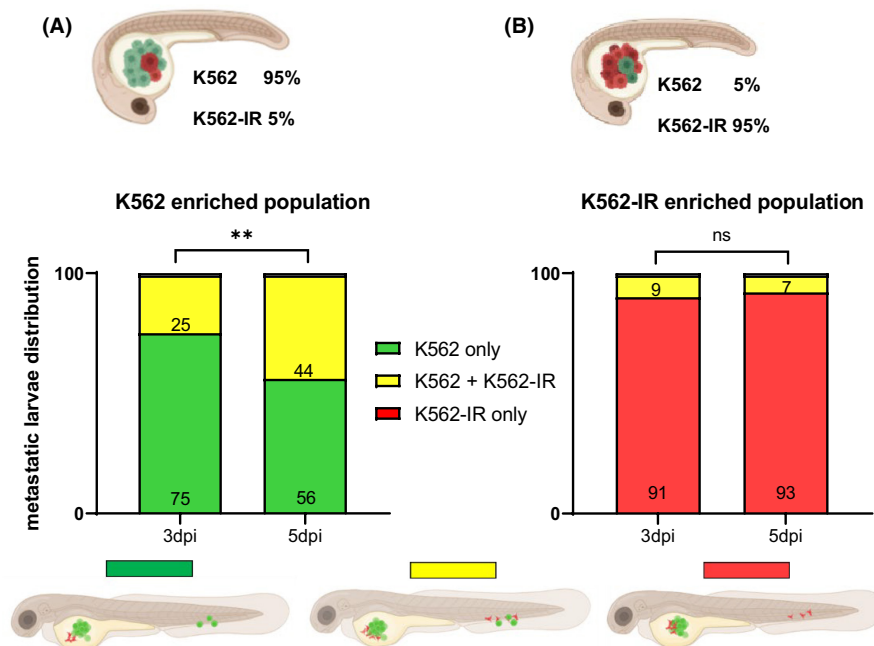 (A)
K562 95%
K562-IR 5%
(B)
K562 5%
K562-IR 95%
K562 enriched population
**
metastatic larvae distribution
100
0
25
75
44
56
3dpi
5dpi
K562 only
K562 + K562-IR
K562-IR only
K562-IR enriched population
ns
100
0
9
91
7
93
3dpi
5dpi